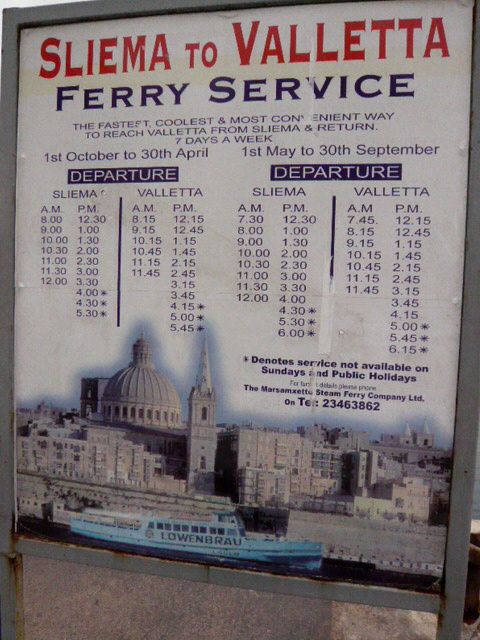 SLIEMA TO VALLETTA
FERRY SERVICE
THE FASTEST, COOLEST & MOST CONVENIENT WAY
TO REACH VALLETTA FROM SLIEMA & RETURN.
7 DAYS A WEEK
1st October to 30th April 1st May to 30th September
DEPARTURE DEPARTURE
SLIEMA VALLETTA SLIEMA VALLETTA
A.M. P.M. A.M. P.M. A.M. P.M. A.M. P.M.
8.00 12.30 8.15 12.15 7.30 12.30 7.45. 12.15
9.00 1.00 9.15 12.45 8.00 1.00 8.15 12.45
10.00 1.30 10.15 1.15 9.00 1.30 9.15 1.15
10.30 2.00 10.45 1.45 10.00 2.00 10.15 1.45
11.00 2.30 11.15 2.15 10.30 2.30 10.45 2.15
11.30 3.00 11.45 2.45 11.00 3.00 11.15 2.45
12.00 3.30 3.15 11.30 3.30 11.45 3.15
4.00* 3.45 12.00 4.00 3.45
4.30* 4.15* 4.30* 4.15
5.30* 5.00* 5.30* 5.00*
5.45* 6.00* 5.45*
6.15*
* Denotes service not available on
Sundays and Public Holidays
For details please phone
The Marsamxetto Steam Ferry Company Ltd.
On Tel: 23463862
LÖWENBRAU